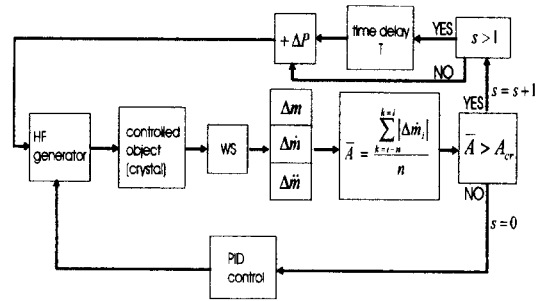 +ΔP
time delay
τ
YES
s>1
NO
YES
s = s+1
HF
generator
controlled
object
(crystal)
WS
Δm
Δṁ
Δm̈
A̅ = ∑_{k=i-n}^{k=i} |Δṁ_i| / n
A̅ > A_cr
NO
s=0
PID
control